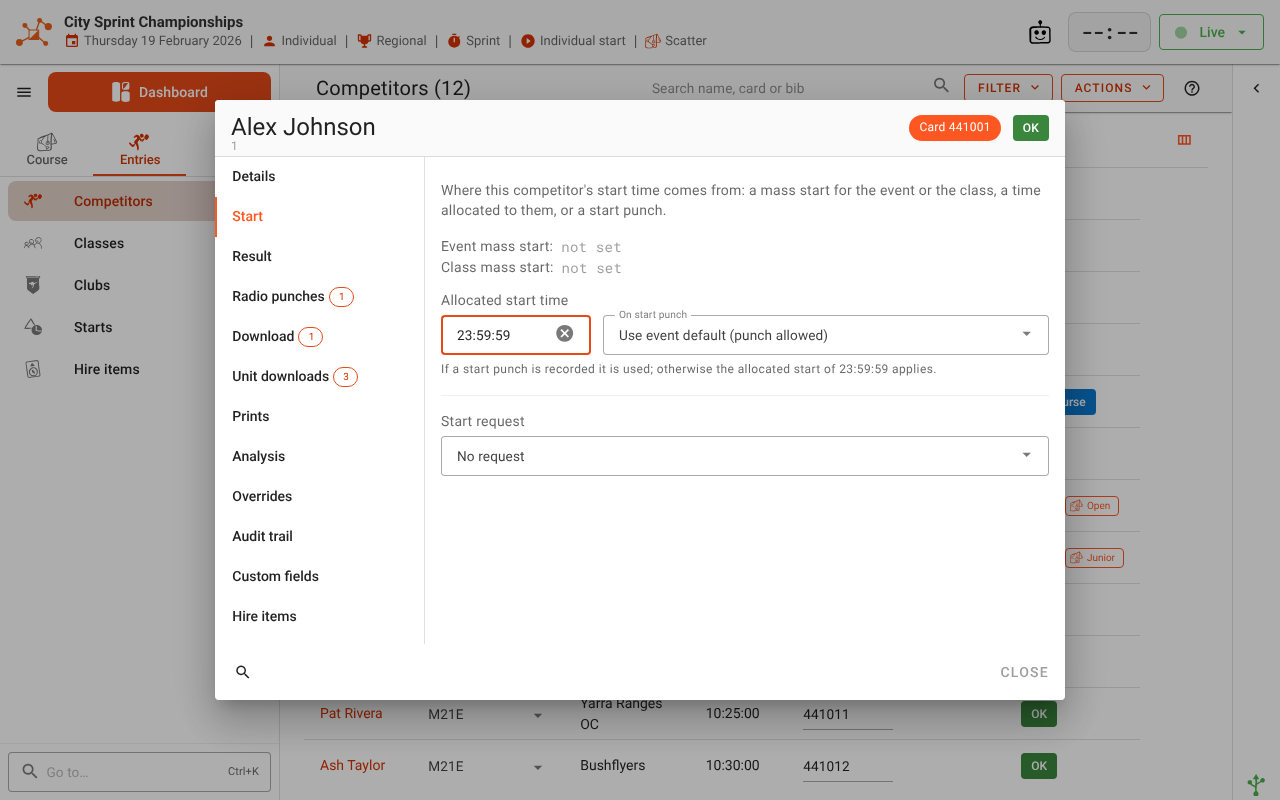 City Sprint Championships
Thursday 19 February 2026 | Individual | Regional | Sprint | Individual start | Scatter
--:--
Live
Dashboard
Competitors (12)
Search name, card or bib
FILTER
ACTIONS
Course
Entries
Competitors
Classes
Clubs
Starts
Hire items
Alex Johnson
1
Card 441001
OK
Details
Start
Result
Radio punches 1
Download 1
Unit downloads 3
Prints
Analysis
Overrides
Audit trail
Custom fields
Hire items
Where this competitor's start time comes from: a mass start for the event or the class, a time
allocated to them, or a start punch.
Event mass start: not set
Class mass start: not set
Allocated start time
23:59:59
On start punch
Use event default (punch allowed)
If a start punch is recorded it is used; otherwise the allocated start of 23:59:59 applies.
Start request
No request
CLOSE
Open
Junior
Pat Rivera M21E Yarra Ranges OC 10:25:00 441011 OK
Ash Taylor M21E Bushflyers 10:30:00 441012 OK
Go to... Ctrl+K